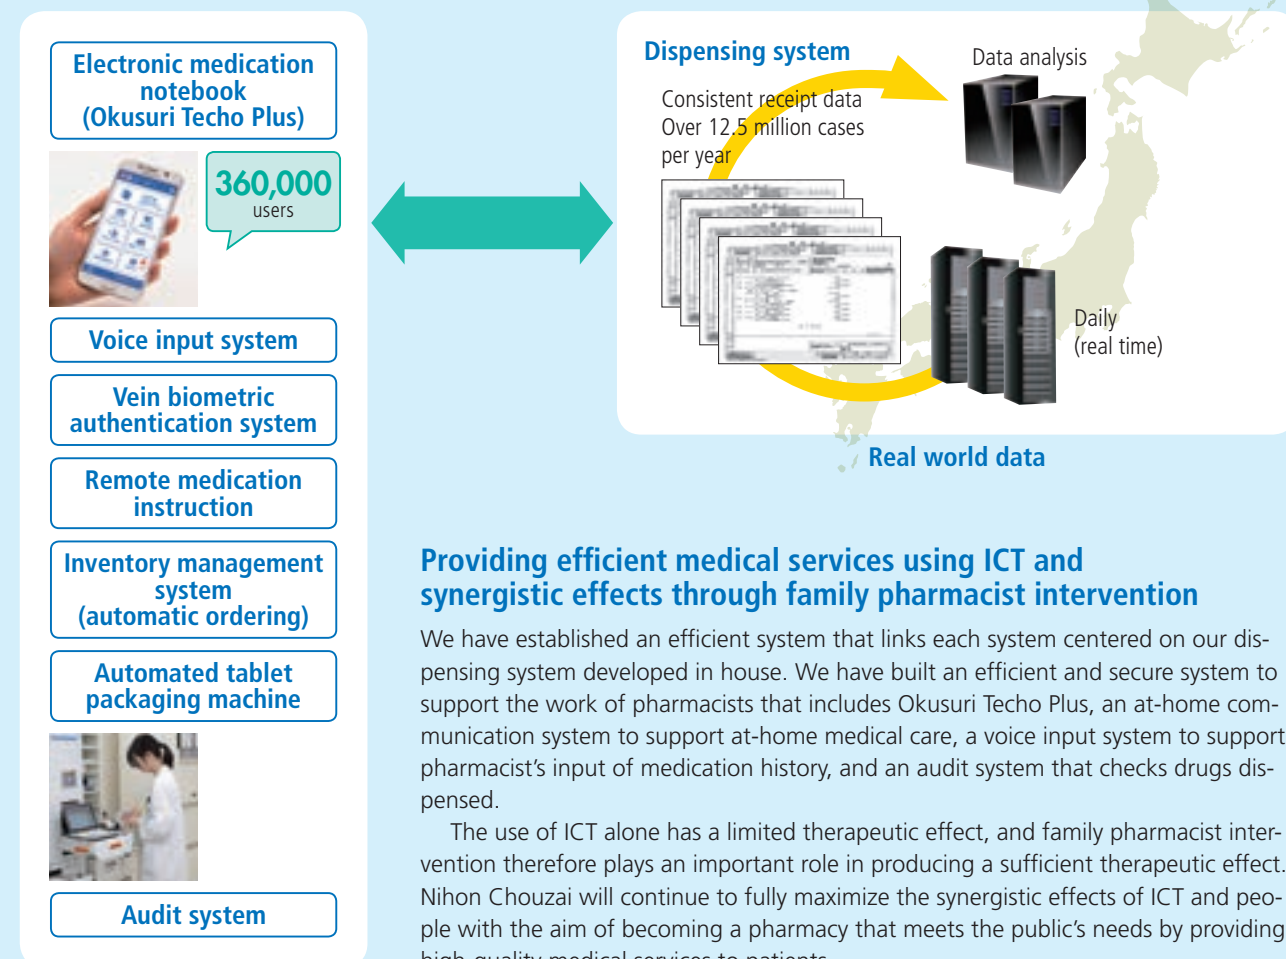 Electronic medication
notebook
(Okusuri Techo Plus)
360,000
users
Voice input system
Vein biometric
authentication system
Remote medication
instruction
Inventory management
system
(automatic ordering)
Automated tablet
packaging machine
Audit system
Dispensing system
Consistent receipt data
Over 12.5 million cases
per year
Data analysis
Daily
(real time)
Real world data
Providing efficient medical services using ICT and
synergistic effects through family pharmacist intervention
We have established an efficient system that links each system centered on our dis-
pensing system developed in house. We have built an efficient and secure system to
support the work of pharmacists that includes Okusuri Techo Plus, an at-home com-
munication system to support at-home medical care, a voice input system to support
pharmacist’s input of medication history, and an audit system that checks drugs dis-
pensed.
The use of ICT alone has a limited therapeutic effect, and family pharmacist inter-
vention therefore plays an important role in producing a sufficient therapeutic effect.
Nihon Chouzai will continue to fully maximize the synergistic effects of ICT and peo-
ple with the aim of becoming a pharmacy that meets the public’s needs by providing
high-quality medical services to patients.